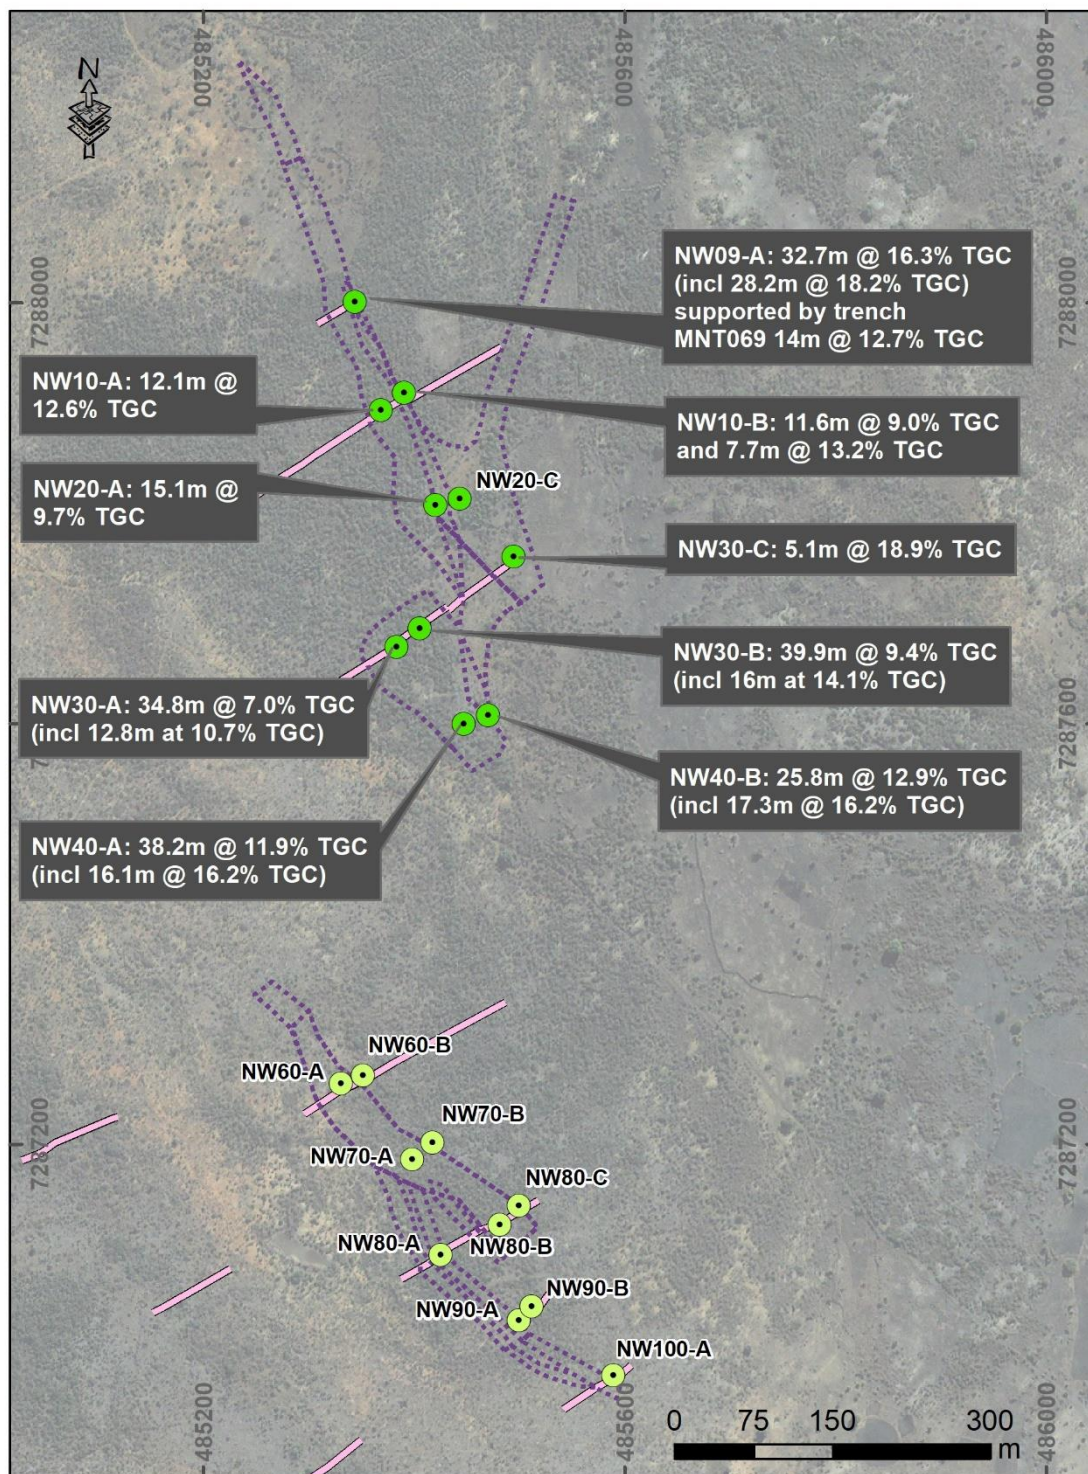 485200
485600
486000
N
7288000
7288000
NW09-A: 32.7m @ 16.3% TGC
(incl 28.2m @ 18.2% TGC)
supported by trench
MNT069 14m @ 12.7% TGC
NW10-A: 12.1m @
12.6% TGC
NW10-B: 11.6m @ 9.0% TGC
and 7.7m @ 13.2% TGC
NW20-A: 15.1m @
9.7% TGC
NW20-C
NW30-C: 5.1m @ 18.9% TGC
NW30-B: 39.9m @ 9.4% TGC
(incl 16m at 14.1% TGC)
NW30-A: 34.8m @ 7.0% TGC
(incl 12.8m at 10.7% TGC)
7287600
NW40-B: 25.8m @ 12.9% TGC
(incl 17.3m @ 16.2% TGC)
NW40-A: 38.2m @ 11.9% TGC
(incl 16.1m @ 16.2% TGC)
NW60-B
NW60-A
NW70-B
NW70-A
7287200
7287200
NW80-C
NW80-A
NW80-B
NW90-B
NW90-A
NW100-A
485200
485600
486000
0 75 150 300
m